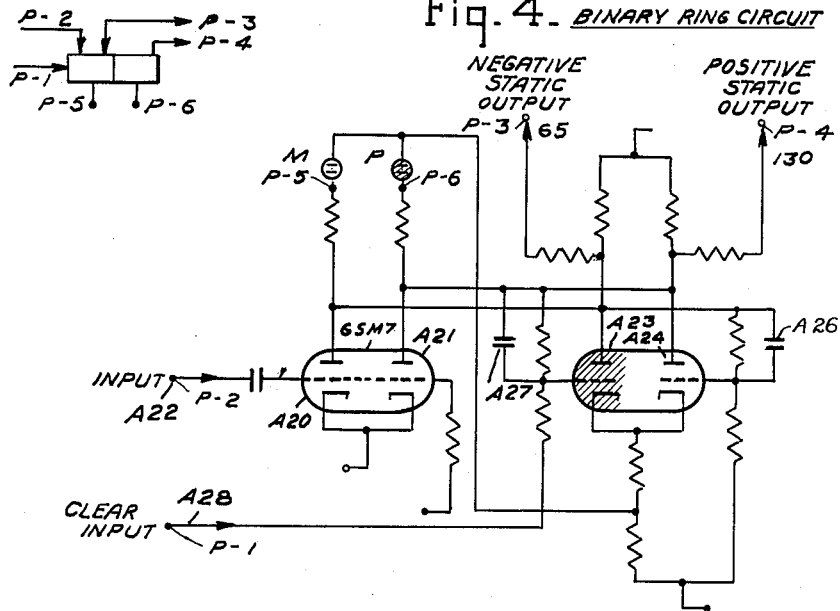 Fig. 4. BINARY RING CIRCUIT
P-2
P-3
P-4
P-1
P-5
P-6
NEGATIVE
STATIC
OUTPUT
P-3
65
POSITIVE
STATIC
OUTPUT
P-4
130
M
P-5
P
P-6
6SM7
A21
A23
A24
A26
A27
INPUT
A22
P-2
A20
A28
CLEAR
INPUT
P-1